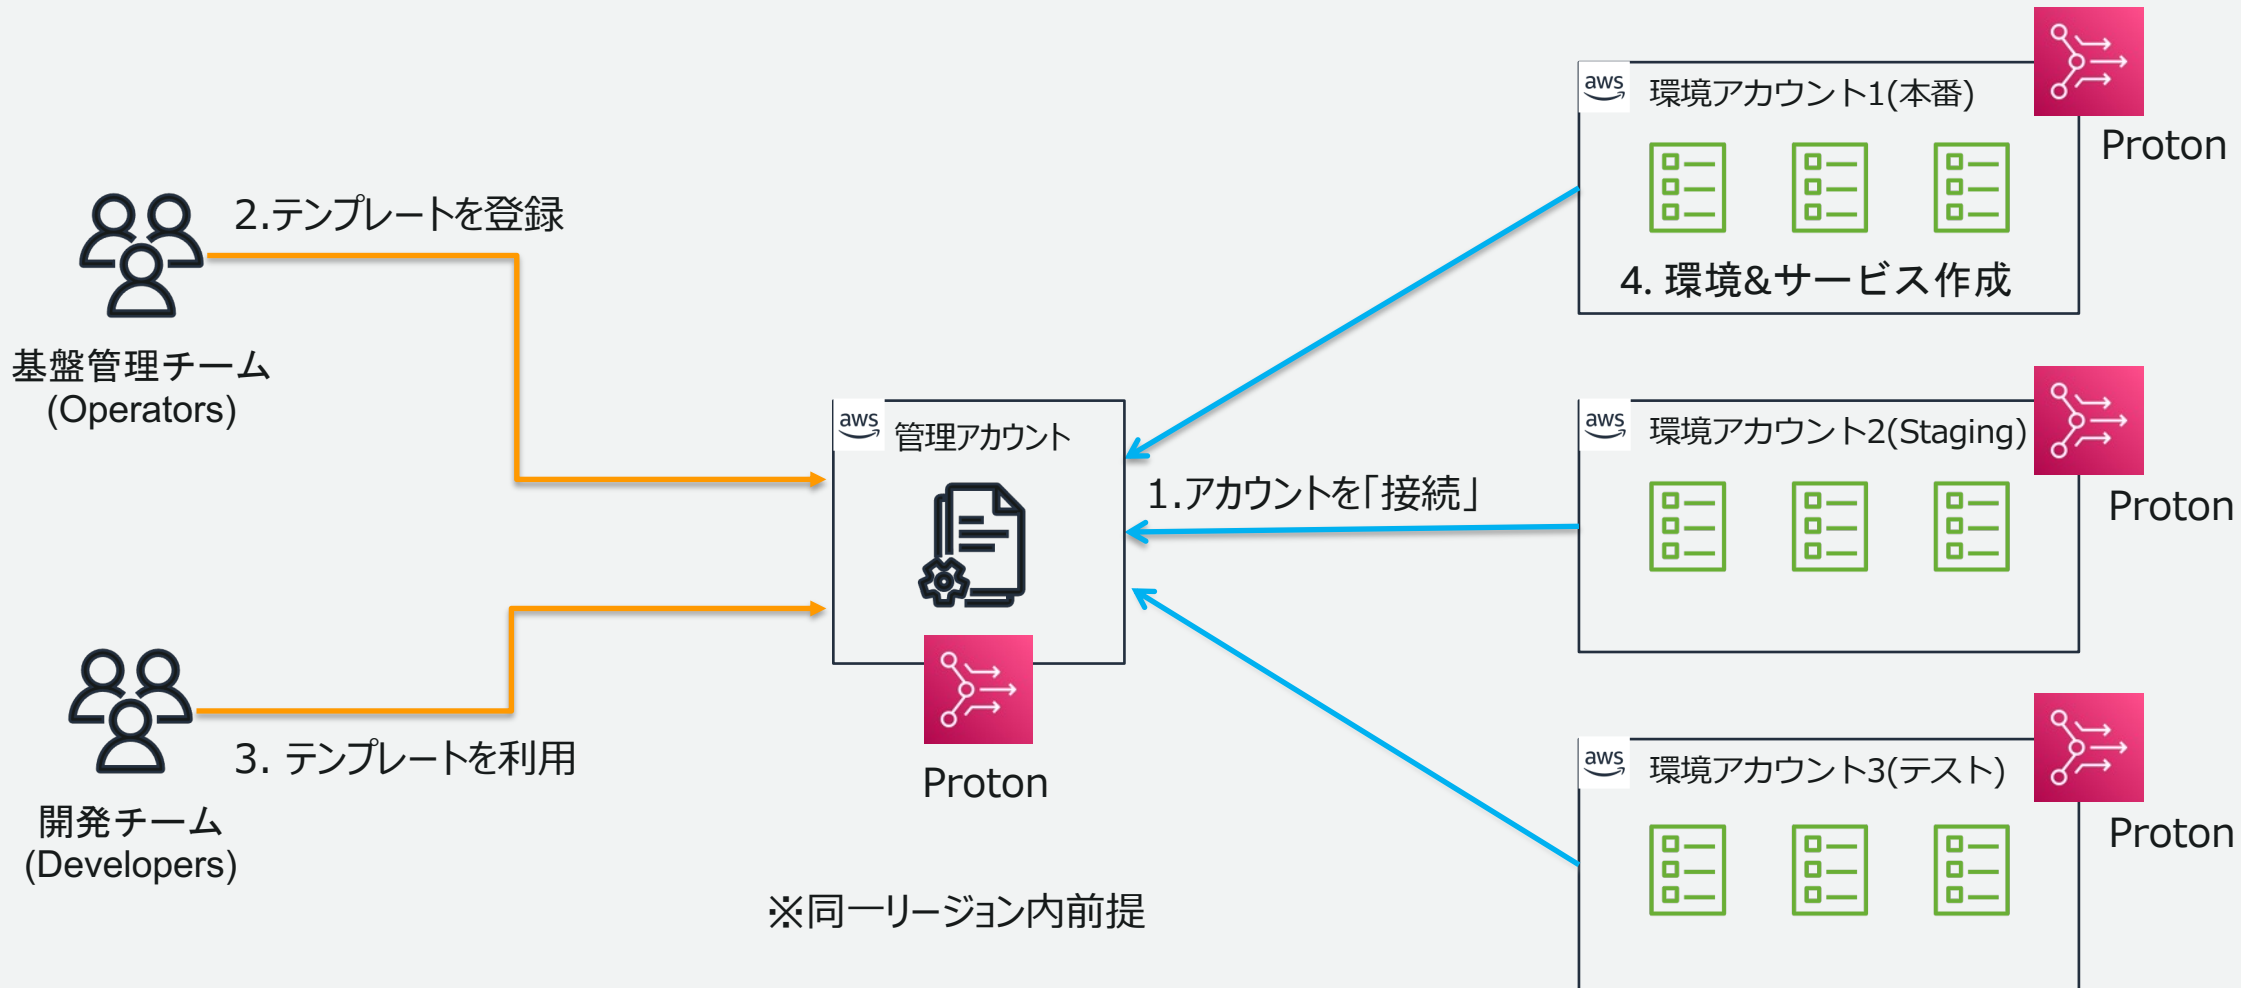 2.テンプレートを登録
基盤管理チーム
(Operators)
3. テンプレートを利用
開発チーム
(Developers)
aws
管理アカウント
Proton
※同一リージョン内前提
1.アカウントを「接続」
aws
環境アカウント1(本番)
Proton
4. 環境&サービス作成
aws
環境アカウント2(Staging)
Proton
aws
環境アカウント3(テスト)
Proton